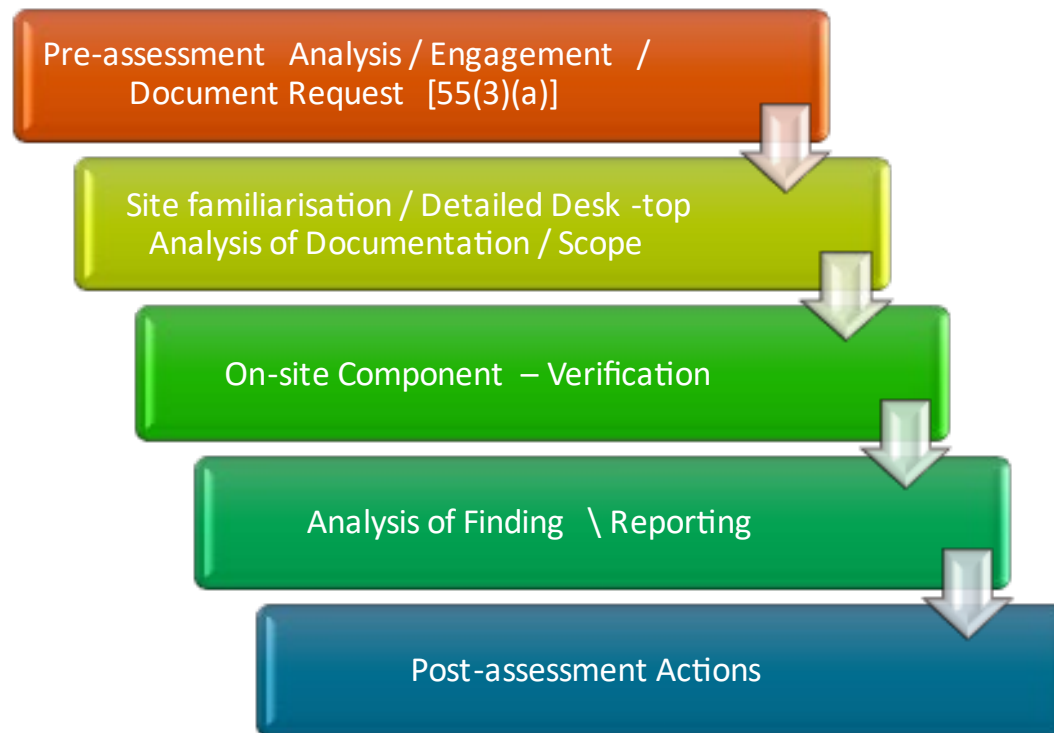 Pre-assessment Analysis / Engagement /
Document Request [55(3)(a)]
Site familiarisation / Detailed Desk -top
Analysis of Documentation / Scope
On-site Component – Verification
Analysis of Finding \ Reporting
Post-assessment Actions